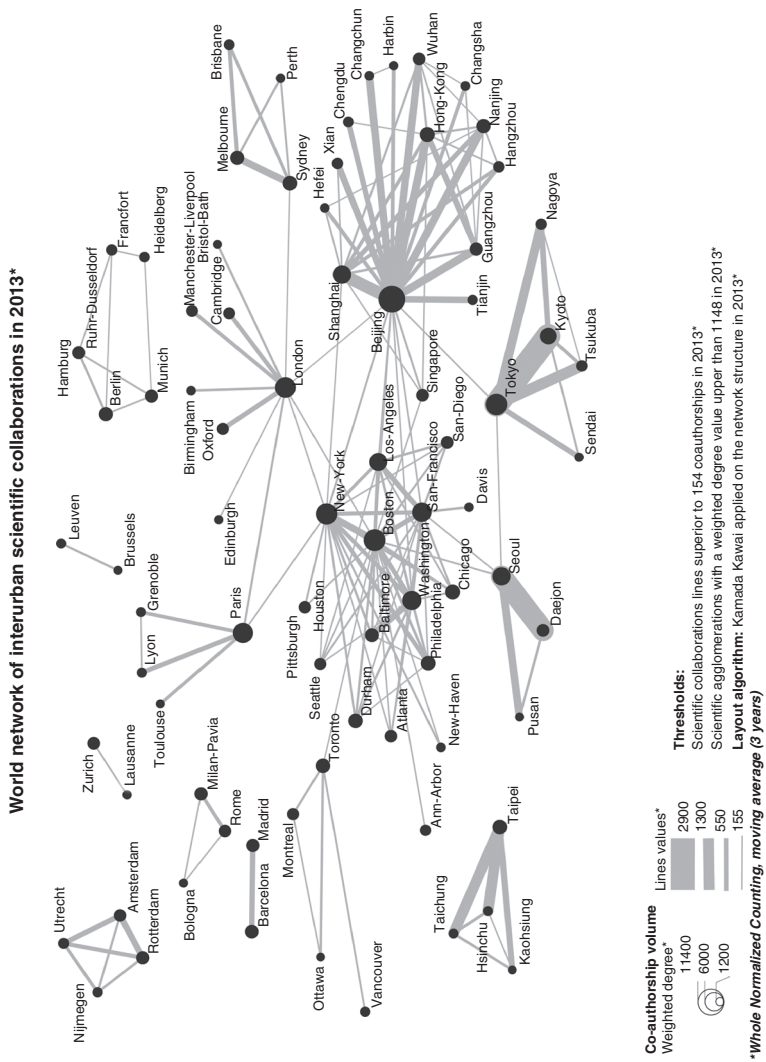 World network of interurban scientific collaborations in 2013*
Utrecht
Amsterdam
Rotterdam
Nijmegen
Zurich
Lausanne
Milan-Pavia
Rome
Bologna
Madrid
Barcelona
Leuven
Brussels
Grenoble
Lyon
Toulouse
Paris
Hamburg
Ruhr-Dusseldorf
Francfort
Heidelberg
Berlin
Munich
Manchester-Liverpool
Bristol-Bath
Cambridge
Birmingham
Oxford
London
Edinburgh
Brisbane
Melbourne
Perth
Sydney
Montreal
Toronto
Ottawa
Vancouver
New-York
Pittsburgh
Houston
Seattle
Durham
Baltimore
Atlanta
Boston
Los-Angeles
San-Francisco
San-Diego
Washington
Philadelphia
Chicago
Davis
New-Haven
Ann-Arbor
Singapore
Shanghai
Beijing
Hefei
Xian
Chengdu
Changchun
Harbin
Wuhan
Hong-Kong
Changsha
Nanjing
Hangzhou
Guangzhou
Tianjin
Taipei
Taichung
Hsinchu
Kaohsiung
Seoul
Daejon
Pusan
Tokyo
Kyoto
Nagoya
Tsukuba
Sendai
Co-authorship volume
Weighted degree*
11400
6000
1200
Lines values*
2900
1300
550
155
Thresholds:
Scientific collaborations lines superior to 154 coauthorships in 2013*
Scientific agglomerations with a weighted degree value upper than 1148 in 2013*
Layout algorithm: Kamada Kawai applied on the network structure in 2013*
*Whole Normalized Counting, moving average (3 years)